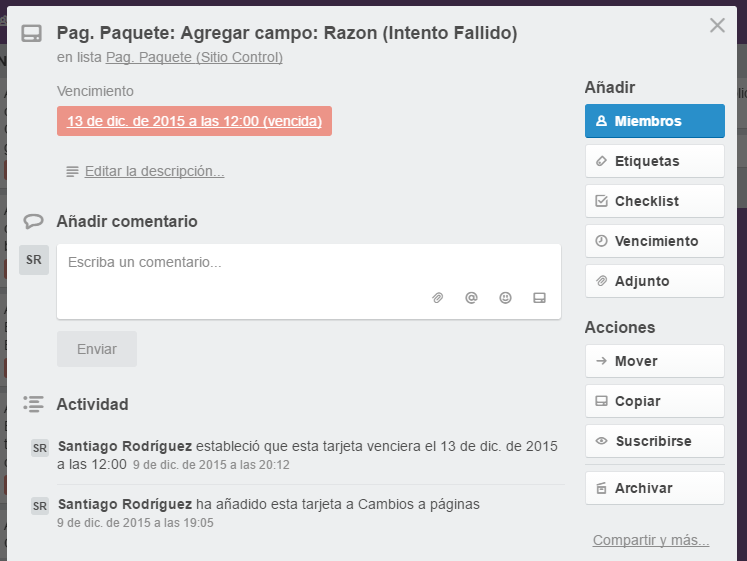 Pag. Paquete: Agregar campo: Razon (Intento Fallido)
en lista Pag. Paquete (Sitio Control)
Vencimiento
13 de dic. de 2015 a las 12:00 (vencida)
Editar la descripción...
Añadir comentario
SR
Escriba un comentario...
Enviar
Actividad
SR
Santiago Rodríguez estableció que esta tarjeta venciera el 13 de dic. de 2015
a las 12:00 9 de dic. de 2015 a las 20:12
SR
Santiago Rodríguez ha añadido esta tarjeta a Cambios a páginas
9 de dic. de 2015 a las 19:05
Añadir
Miembros
Etiquetas
Checklist
Vencimiento
Adjunto
Acciones
Mover
Copiar
Suscribirse
Archivar
Compartir y más...